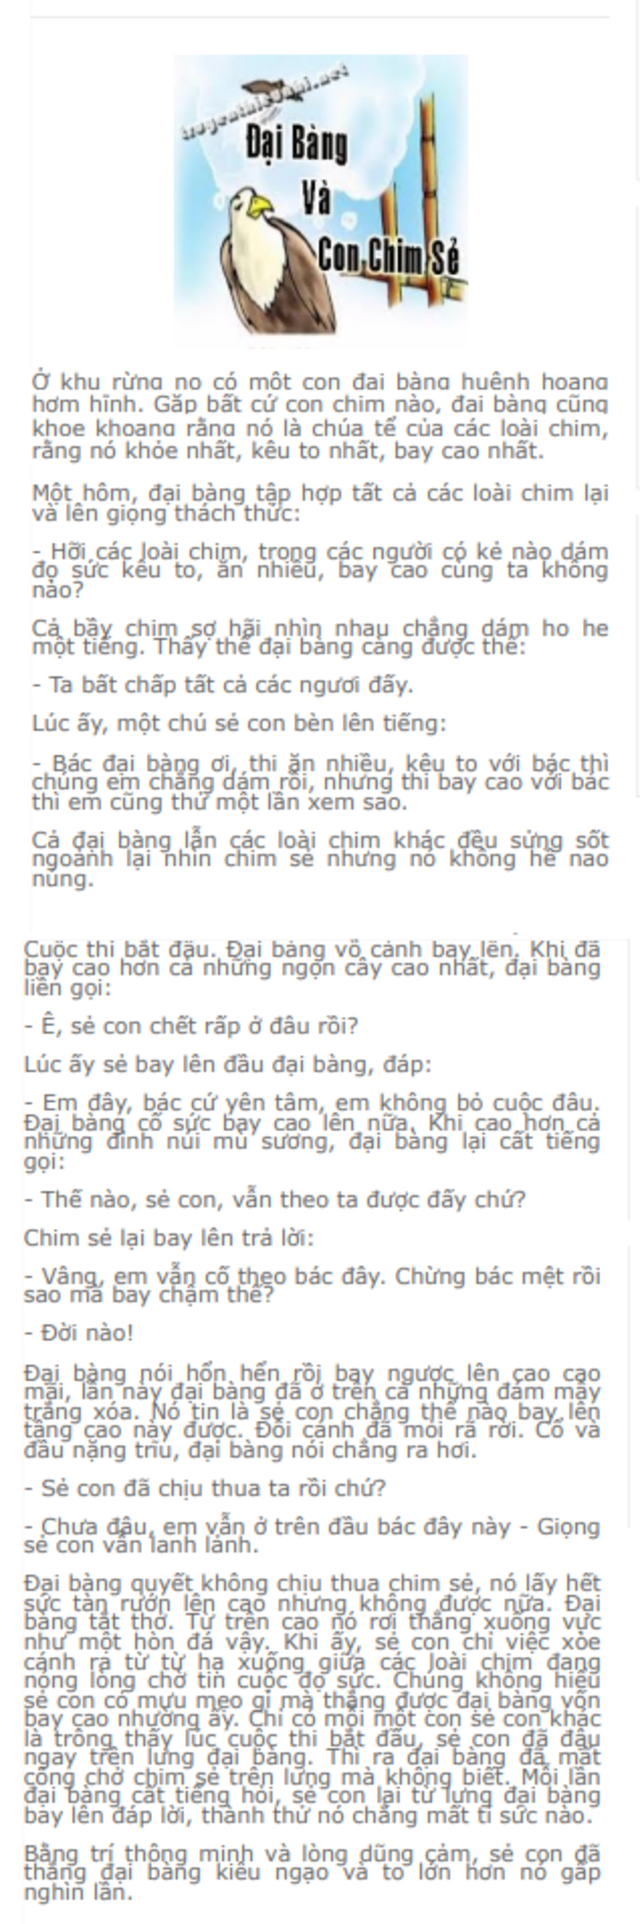 truyenthieunhi.net
Đại Bàng
Và
Con Chim Sẻ
Ở khu rừng nọ có một con đại bàng huênh hoang
hợm hĩnh. Gặp bất cứ con chim nào, đại bàng cũng
khoe khoang rằng nó là chúa tể của các loài chim,
rằng nó khỏe nhất, kêu to nhất, bay cao nhất.
Một hôm, đại bàng tập hợp tất cả các loài chim lại
và lên giọng thách thức:
- Hỡi các loài chim, trong các người có kẻ nào dám
đọ sức kêu to, ăn nhiều, bay cao cùng ta không
nào?
Cả bầy chim sợ hãi nhìn nhau chẳng dám ho he
một tiếng. Thấy thế đại bàng càng được thể:
- Ta bất chấp tất cả các ngươi đấy.
Lúc ấy, một chú sẻ con bèn lên tiếng:
- Bác đại bàng ơi, thi ăn nhiều, kêu to với bác thì
chúng em chẳng dám rồi, nhưng thi bay cao với bác
thì em cũng thử một lần xem sao.
Cả đại bàng lẫn các loài chim khác đều sửng sốt
ngoảnh lại nhìn chim sẻ nhưng nó không hề nao
núng.
Cuộc thi bắt đầu. Đại bàng vỗ cánh bay lên. Khi đã
bay cao hơn cả những ngọn cây cao nhất, đại bàng
liền gọi:
- Ê, sẻ con chết rấp ở đâu rồi?
Lúc ấy sẻ bay lên đầu đại bàng, đáp:
- Em đây, bác cứ yên tâm, em không bỏ cuộc đâu.
Đại bàng cố sức bay cao lên nữa. Khi cao hơn cả
những đỉnh núi mù sương, đại bàng lại cất tiếng
gọi:
- Thế nào, sẻ con, vẫn theo ta được đấy chứ?
Chim sẻ lại bay lên trả lời:
- Vâng, em vẫn cố theo bác đây. Chừng bác mệt rồi
sao mà bay chậm thế?
- Đời nào!
Đại bàng nói hổn hển rồi bay ngược lên cao cao
mãi, lần này đại bàng đã ở trên cả những đám mây
trắng xóa. Nó tin là sẻ con chẳng thể nào bay lên
tầng cao này được. Đôi cánh đã mỏi rã rời. Cổ và
đầu nặng trĩu, đại bàng nói chẳng ra hơi.
- Sẻ con đã chịu thua ta rồi chứ?
- Chưa đâu, em vẫn ở trên đầu bác đây này - Giọng
sẻ con vẫn lanh lảnh.
Đại bàng quyết không chịu thua chim sẻ, nó lấy hết
sức tàn rướn lên cao nhưng không được nữa. Đại
bàng tắt thở. Từ trên cao nó rơi thẳng xuống vực
như một hòn đá vậy. Khi ấy, sẻ con chỉ việc xòe
cánh ra từ từ hạ xuống giữa các loài chim đang
nóng lòng chờ tin cuộc đọ sức. Chúng không hiểu
sẻ con có mưu mẹo gì mà thắng được đại bàng vốn
bay cao nhường ấy. Chỉ có mỗi một con sẻ con khác
là trông thấy lúc cuộc thi bắt đầu, sẻ con đã đậu
ngay trên lưng đại bàng. Thì ra đại bàng đã mất
công chở chim sẻ trên lưng mà không biết. Mỗi lần
đại bàng cất tiếng hỏi, sẻ con lại từ lưng đại bàng
bay lên đáp lời, thành thử nó chẳng mất tí sức nào.
Bằng trí thông minh và lòng dũng cảm, sẻ con đã
thắng đại bàng kiêu ngạo và to lớn hơn nó gấp
nghìn lần.